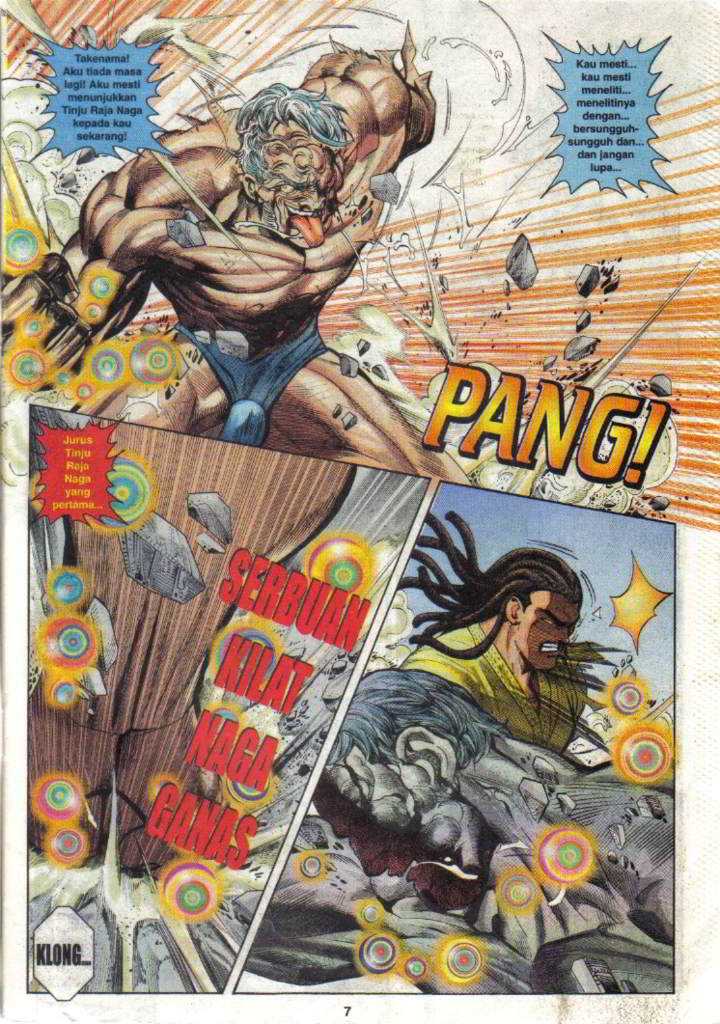 Takenama!
Aku tiada masa
lagi! Aku mesti
menunjukkan
Tinju Raja Naga
kepada kau
sekarang!
Kau mesti...
kau mesti
meneliti...
menelitinya
dengan...
bersungguh-
sungguh dan...
dan jangan
lupa...
PANG!
Jurus
Tinju
Raja
Naga
yang
pertama...
SERBUAN
KILAT
NAGA
GANAS
KLONG...
7